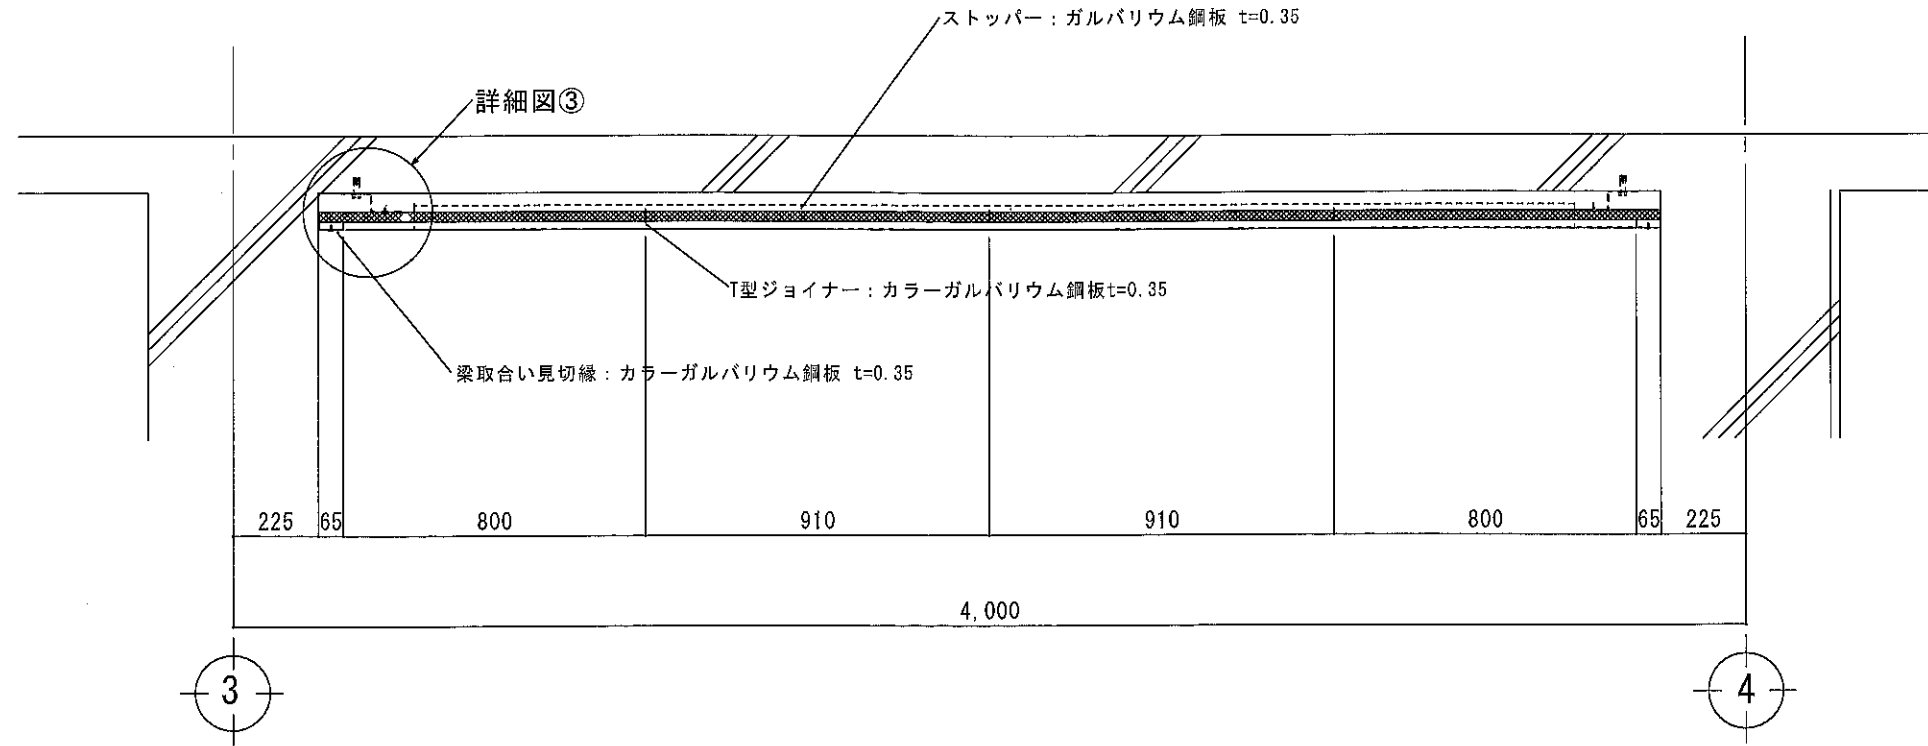 ストッパー：ガルバリウム鋼板 t=0.35
詳細図③
T型ジョイナー：カラーガルバリウム鋼板t=0.35
梁取合い見切縁：カラーガルバリウム鋼板 t=0.35
225 65 800 910 910 800 65 225
4,000
3 4